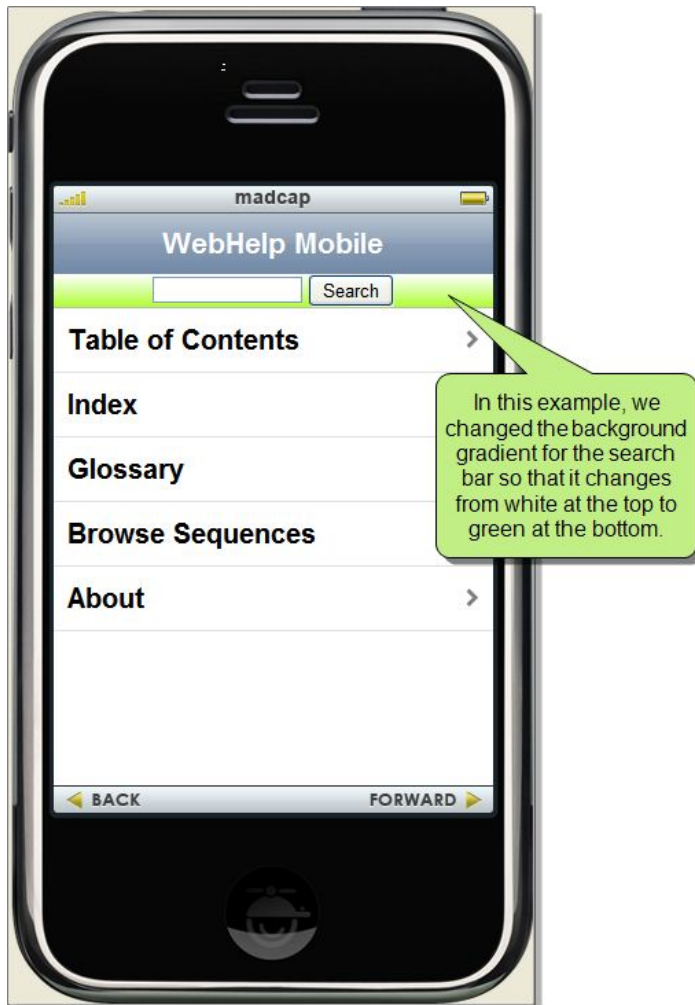 madcap
WebHelp Mobile
Search
Table of Contents
Index
Glossary
Browse Sequences
About
In this example, we
changed the background
gradient for the search
bar so that it changes
from white at the top to
green at the bottom.
BACK FORWARD